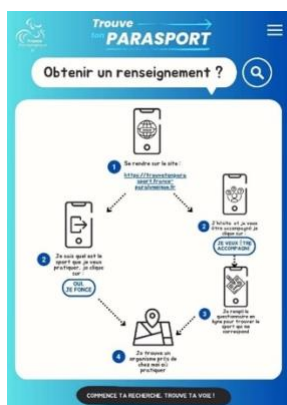 Trouve
ton PARASPORT
Obtenir un renseignement ?
1
Se rendre sur le site :
https://trouvetonpara
sport.france-
paralympique.fr
2
Je sais quel est le
sport que je veux
pratiquer, je clique
sur :
OUI,
JE FONCE
2
J'hésite et je veux
être accompagné je
clique sur :
JE VEUX ÊTRE
ACCOMPAGNÉ
3
Je remplis le
questionnaire en
ligne pour trouver le
sport qui me
correspond
4
Je trouve un
organisme près de
chez moi où
pratiquer
COMMENCE TA RECHERCHE, TROUVE TA VOIE !